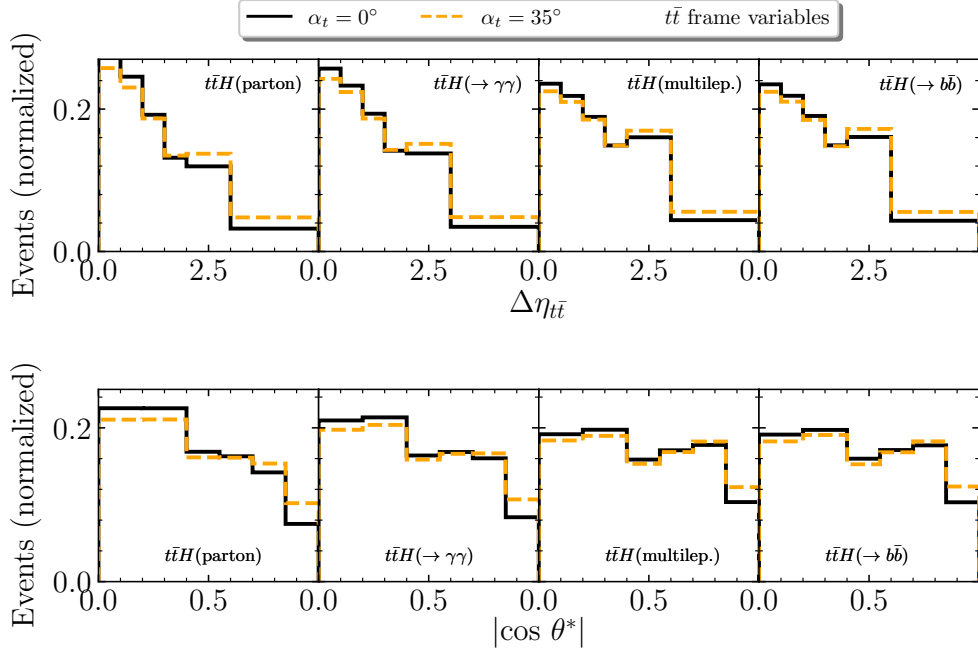 α_t = 0° α_t = 35° tt̄ frame variables
Events (normalized)
0.2
0.0
tt̄H(parton) tt̄H(→ γγ) tt̄H(multilep.) tt̄H(→ bb̄)
0.0 2.5 0.0 2.5 0.0 2.5 0.0 2.5
Δη_tt̄
Events (normalized)
0.2
0.0
tt̄H(parton) tt̄H(→ γγ) tt̄H(multilep.) tt̄H(→ bb̄)
0.0 0.5 0.0 0.5 0.0 0.5 0.0 0.5
|cos θ*|